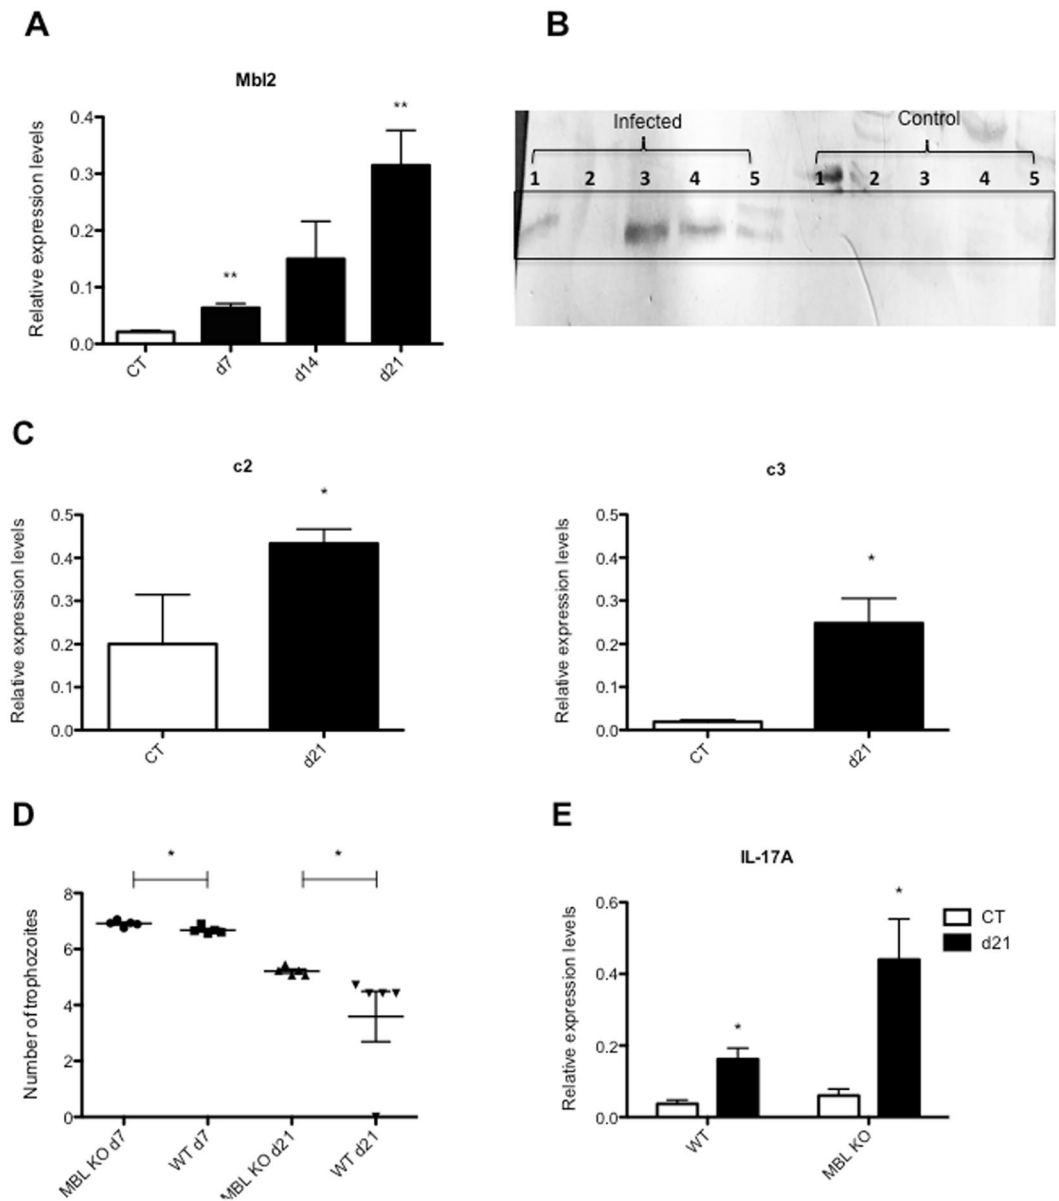 A
B
Mbl2
**
**
Relative expression levels
0.4
0.3
0.2
0.1
0.0
CT
d7
d14
d21
Infected
Control
1 2 3 4 5 1 2 3 4 5
C
c2
*
Relative expression levels
0.5
0.4
0.3
0.2
0.1
0.0
CT
d21
c3
*
Relative expression levels
0.5
0.4
0.3
0.2
0.1
0.0
CT
d21
D
*
*
Number of trophozoites
8
6
4
2
0
MBL KO d7
WT d7
MBL KO d21
WT d21
E
IL-17A
*
*
Relative expression levels
0.6
0.4
0.2
0.0
WT
MBL KO
CT
d21